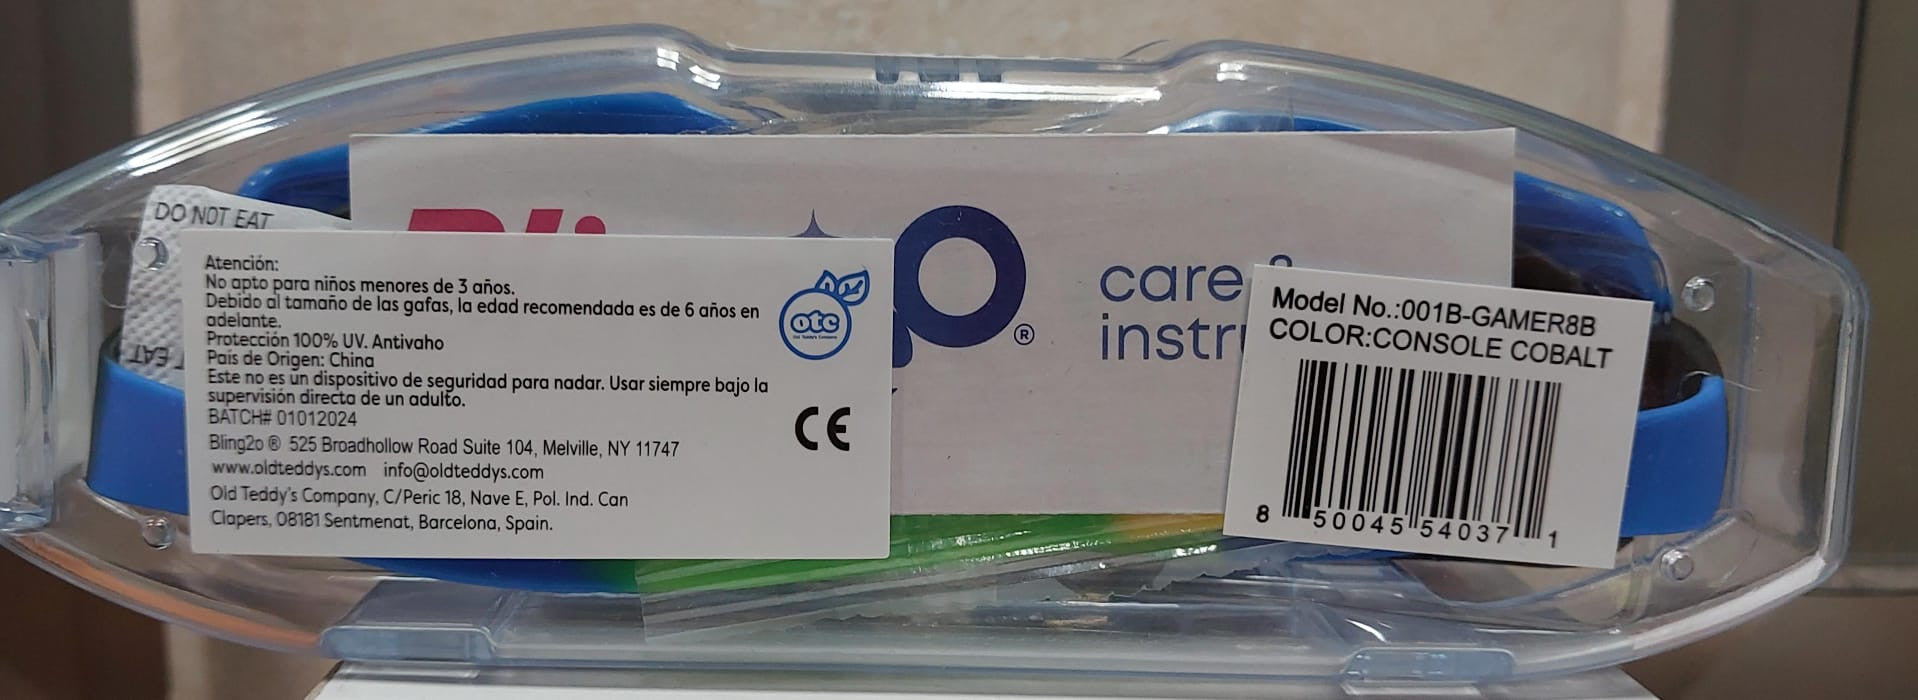 DO NOT EAT
EAT
Atención:
No apto para niños menores de 3 años.
Debido al tamaño de las gafas, la edad recomendada es de 6 años en
adelante.
Protección 100% UV. Antivaho
País de Origen: China
Este no es un dispositivo de seguridad para nadar. Usar siempre bajo la
supervisión directa de un adulto.
BATCH# 01012024
Bling2o ® 525 Broadhollow Road Suite 104, Melville, NY 11747
www.oldteddys.com info@oldteddys.com
Old Teddy's Company, C/Peric 18, Nave E, Pol. Ind. Can
Clapers, 08181 Sentmenat, Barcelona, Spain.
otc
Old Teddy's Company
CE
®
care
Model No.:001B-GAMER8B
COLOR:CONSOLE COBALT
8 50045 54037 1